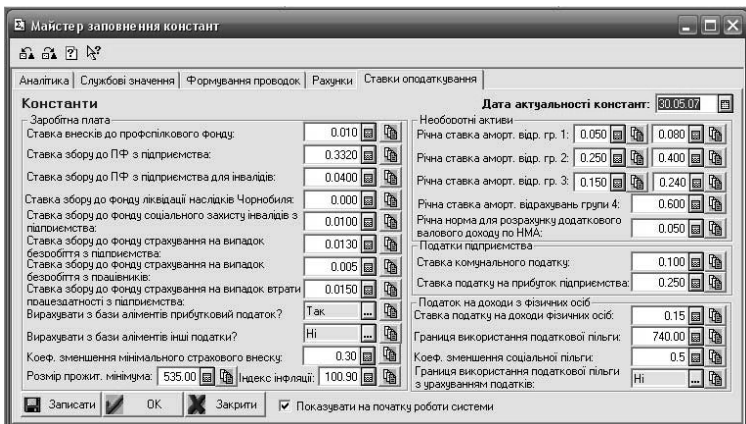 Майстер заповнення констант
Аналітика Службові значення Формування проводок Рахунки Ставки оподаткування
Константи
Дата актуальності констант: 30.05.07
Заробітна плата
Ставка внесків до профспілкового фонду: 0.010
Ставка збору до ПФ з підприємства: 0.3320
Ставка збору до ПФ з підприємства для інвалідів: 0.0400
Ставка збору до Фонду ліквідації наслідків Чорнобиля: 0.000
Ставка збору до фонду соціального захисту інвалідів з
підприємства: 0.0100
Ставка збору до Фонду страхування на випадок
безробіття з підприємства: 0.0130
Ставка збору до Фонду страхування на випадок
безробіття з працівників: 0.005
Ставка збору до Фонду страхування на випадок втрати
працездатності з підприємства: 0.0150
Вирахувати з бази аліментів прибутковий податок? Так ...
Вирахувати з бази аліментів інші податки? Ні ...
Коеф. зменшення мінімального страхового внеску: 0.30
Розмір прожит. мінімума: 535.00 Індекс інфляції: 100.90
Необоротні активи
Річна ставка аморт. відр. гр. 1: 0.050 0.080
Річна ставка аморт. відр. гр. 2: 0.250 0.400
Річна ставка аморт. відр. гр. 3: 0.150 0.240
Річна ставка аморт. відрахувань групи 4: 0.600
Річна норма для розрахунку додаткового
валового доходу по НМА: 0.050
Податки підприємства
Ставка комунального податку: 0.100
Ставка податку на прибуток підприємства: 0.250
Податок на доходи з фізичних осіб
Ставка податку на доходи фізичних осіб: 0.15
Границя використання податкової пільги: 740.00
Коеф. зменшення соціальної пільги: 0.5
Границя використання податкової пільги
з урахуванням податків: Ні ...
Записати OK Закрити Показувати на початку роботи системи